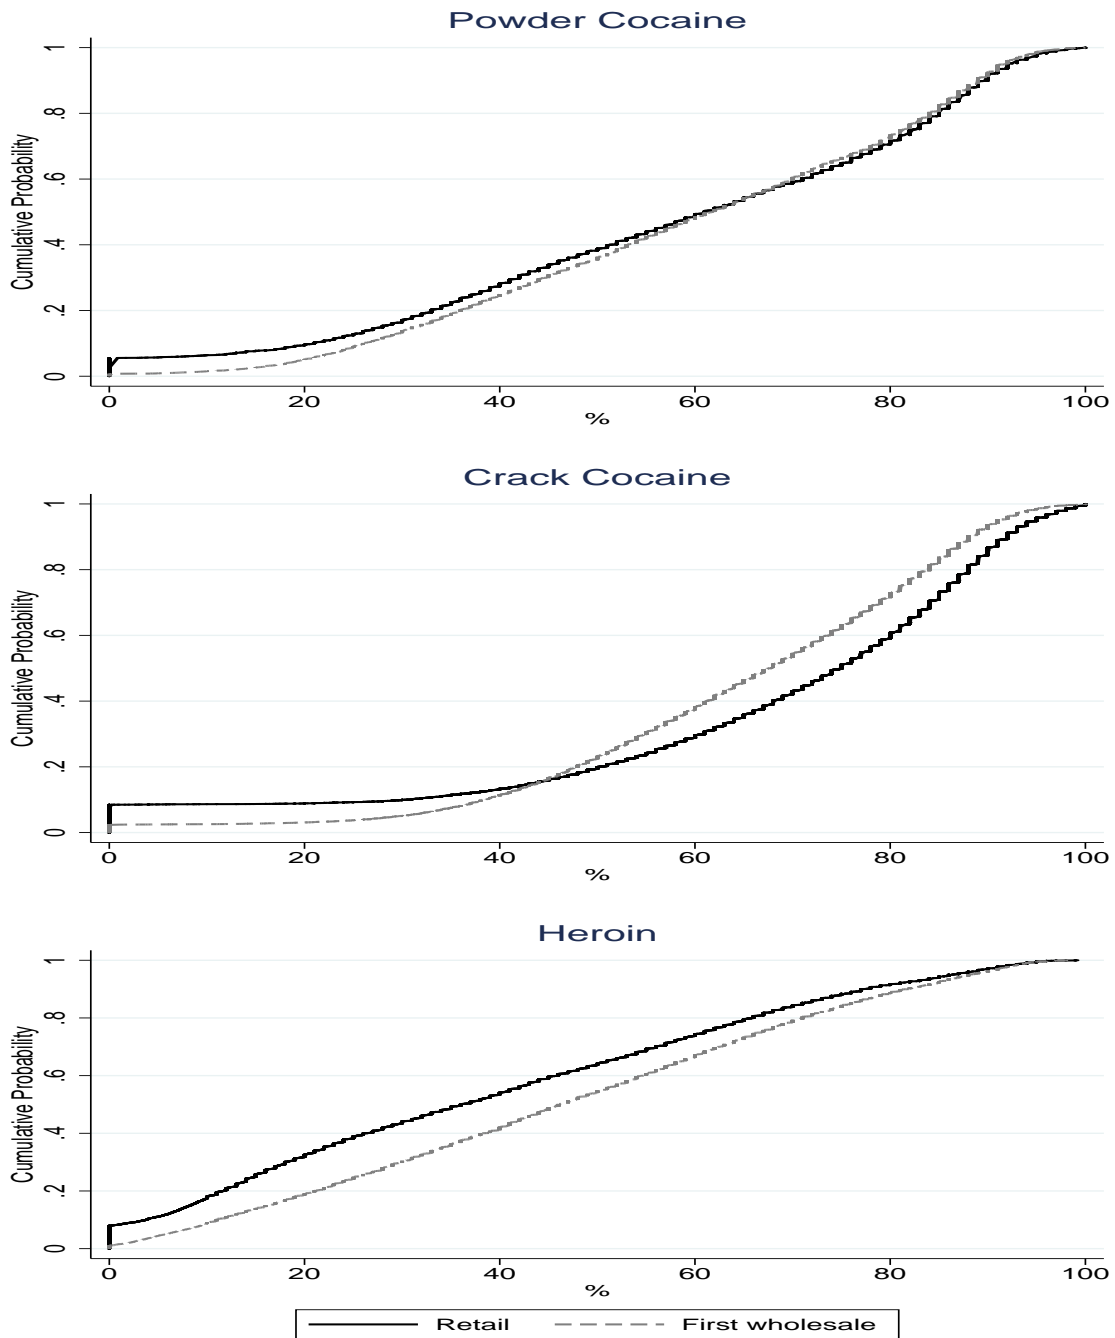 Powder Cocaine
Cumulative Probability
1
.8
.6
.4
.2
0
0 20 40 60 80 100
%
Crack Cocaine
Cumulative Probability
1
.8
.6
.4
.2
0
0 20 40 60 80 100
%
Heroin
Cumulative Probability
1
.8
.6
.4
.2
0
0 20 40 60 80 100
%
Retail First wholesale